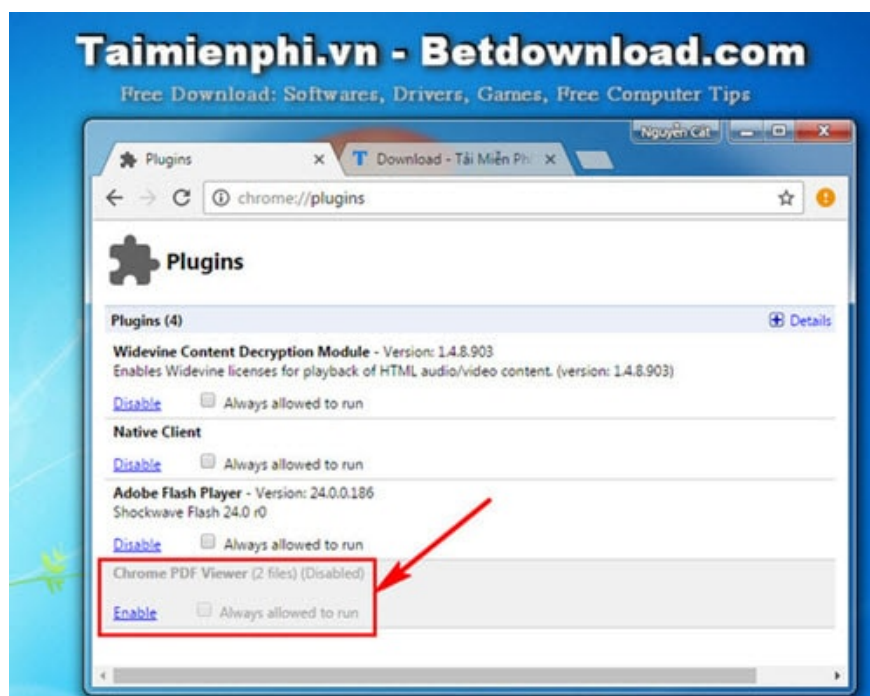 Taimienphi.vn - Betdownload.com
Free Download: Softwares, Drivers, Games, Free Computer Tips
Nguyễn Cát
Plugins
Download - Tải Miễn Ph
chrome://plugins
Plugins
Plugins (4)
Details
Widevine Content Decryption Module - Version: 1.4.8.903
Enables Widevine licenses for playback of HTML audio/video content. (version: 1.4.8.903)
Disable Always allowed to run
Native Client
Disable Always allowed to run
Adobe Flash Player - Version: 24.0.0.186
Shockwave Flash 24.0 r0
Disable Always allowed to run
Chrome PDF Viewer (2 files) (Disabled)
Enable Always allowed to run